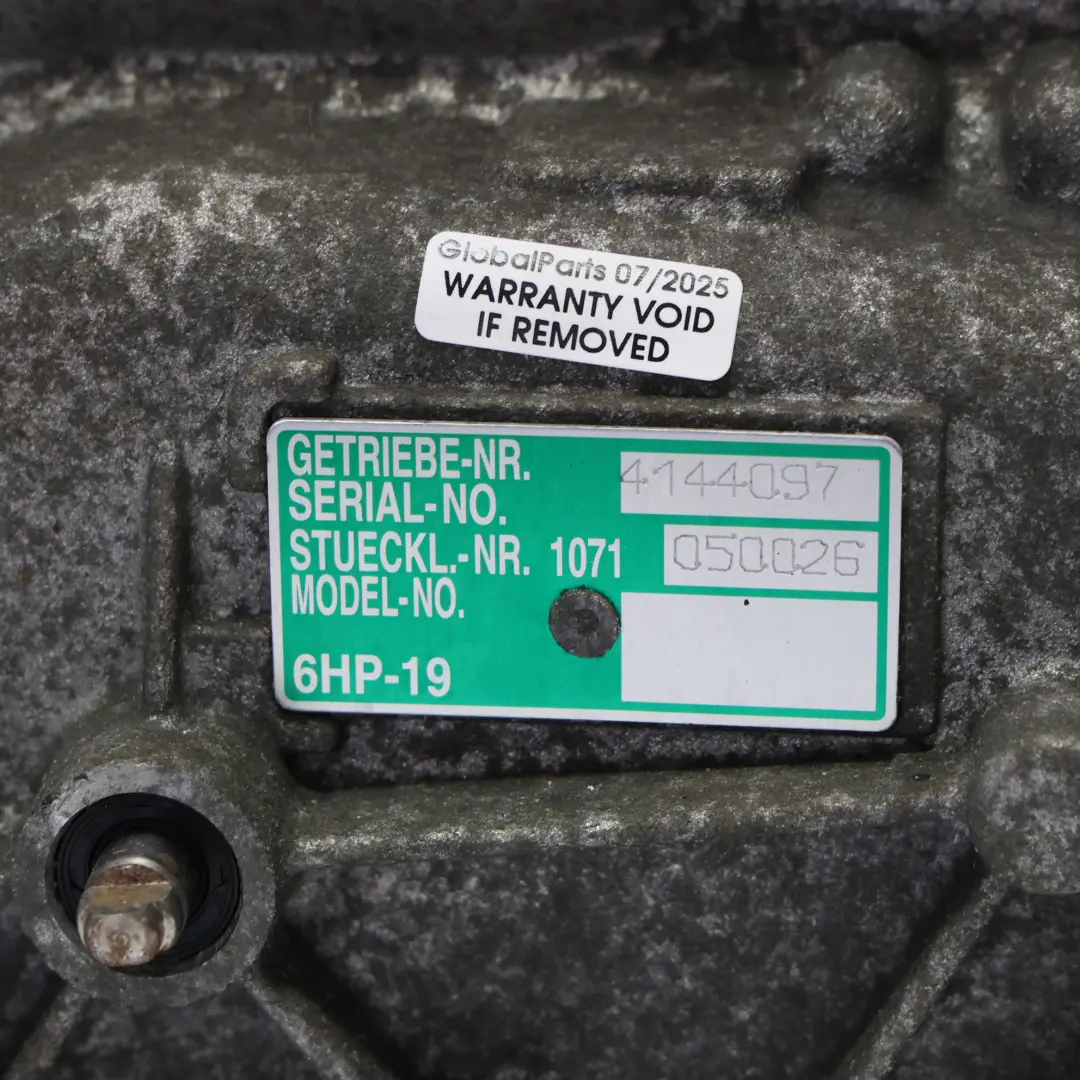 GlobalParts 07/2025
WARRANTY VOID
IF REMOVED
GETRIEBE-NR. 4144097
SERIAL-NO.
STUECKL.-NR. 1071 050026
MODEL-NO.
6HP-19